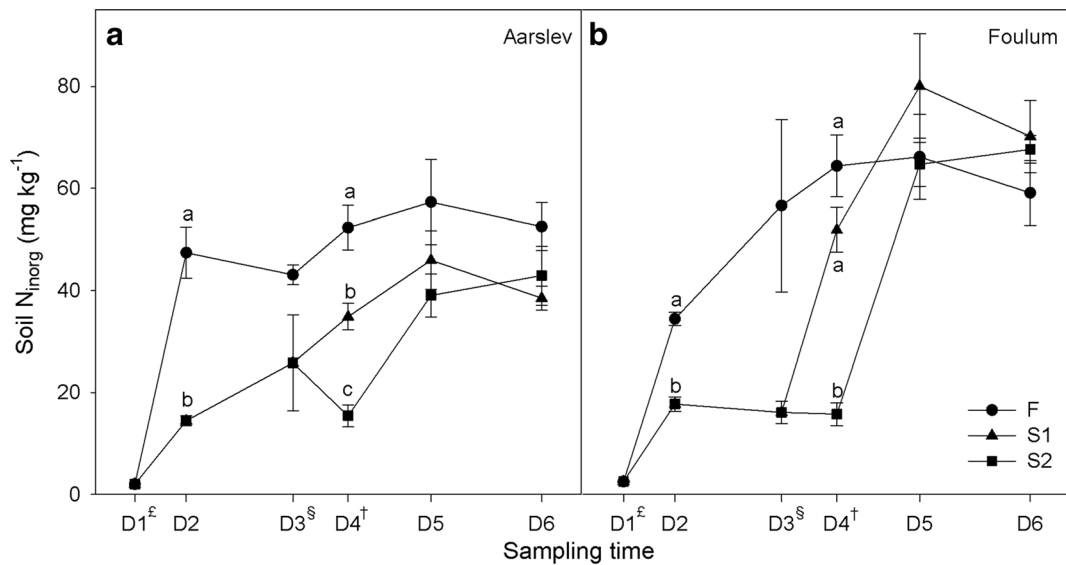 a
Aarslev
b
Foulum
Soil N_inorg (mg kg⁻¹)
80
60
40
20
0
a
b
a
b
c
a
b
a
a
b
F
S1
S2
D1£ D2 D3§ D4† D5 D6
D1£ D2 D3§ D4† D5 D6
Sampling time